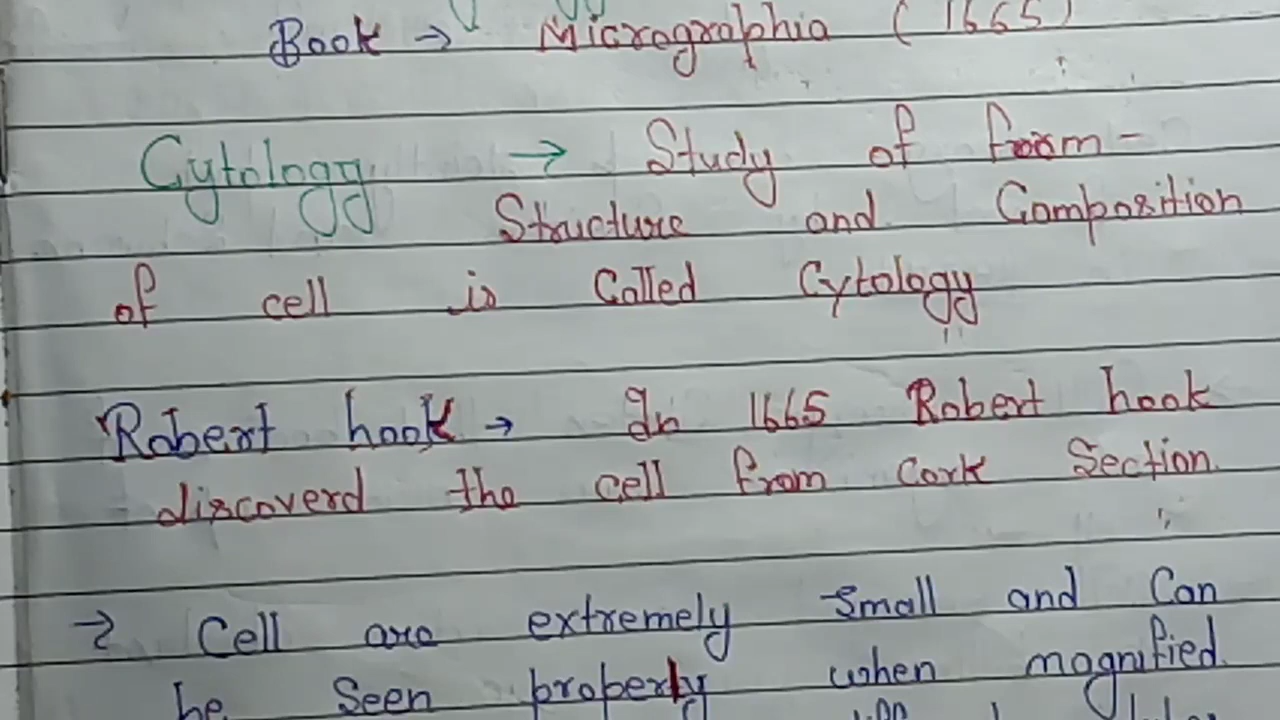 Book → Micrographia (1665)
Cytology → Study of form-
Structure and Composition
of cell is Called Cytology
Robert hook → In 1665 Robert hook
discoverd the cell from Cork Section.
→ Cell are extremely small and Can
be Seen properly when magnified